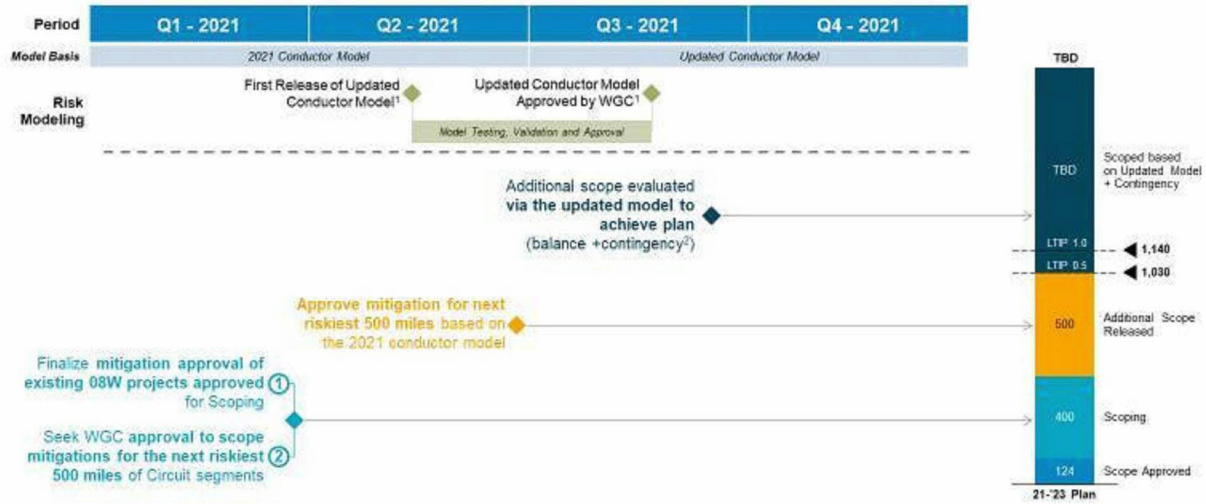 Period
Q1 - 2021
Q2 - 2021
Q3 - 2021
Q4 - 2021
Model Basis
2021 Conductor Model
Updated Conductor Model
TBD
Risk
Modeling
First Release of Updated
Conductor Model¹
Updated Conductor Model
Approved by WGC¹
Model Testing, Validation and Approval
Additional scope evaluated
via the updated model to
achieve plan
(balance +contingency²)
TBD
Scoped based
on Updated Model
+ Contingency
LTIP 1.0
1,140
LTIP 0.5
1,030
Approve mitigation for next
riskiest 500 miles based on
the 2021 conductor model
500
Additional Scope
Released
Finalize mitigation approval of
existing 08W projects approved
for Scoping
1
Seek WGC approval to scope
mitigations for the next riskiest
500 miles of Circuit segments
2
400
Scoping
124
Scope Approved
21-'23 Plan